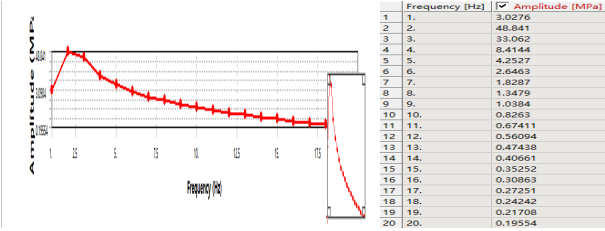 Amplitude (MP.
48.841
3.0984
0.19554
1.
2.5
5.
7.5
10.
12.5
15.
17.5
Frequency (Hz)
Frequency [Hz] Amplitude [MPa]
1 1. 3.0276
2 2. 48.841
3 3. 33.062
4 4. 8.4144
5 5. 4.2527
6 6. 2.6463
7 7. 1.8287
8 8. 1.3479
9 9. 1.0384
10 10. 0.8263
11 11. 0.67411
12 12. 0.56094
13 13. 0.47438
14 14. 0.40661
15 15. 0.35252
16 16. 0.30863
17 17. 0.27251
18 18. 0.24242
19 19. 0.21708
20 20. 0.19554